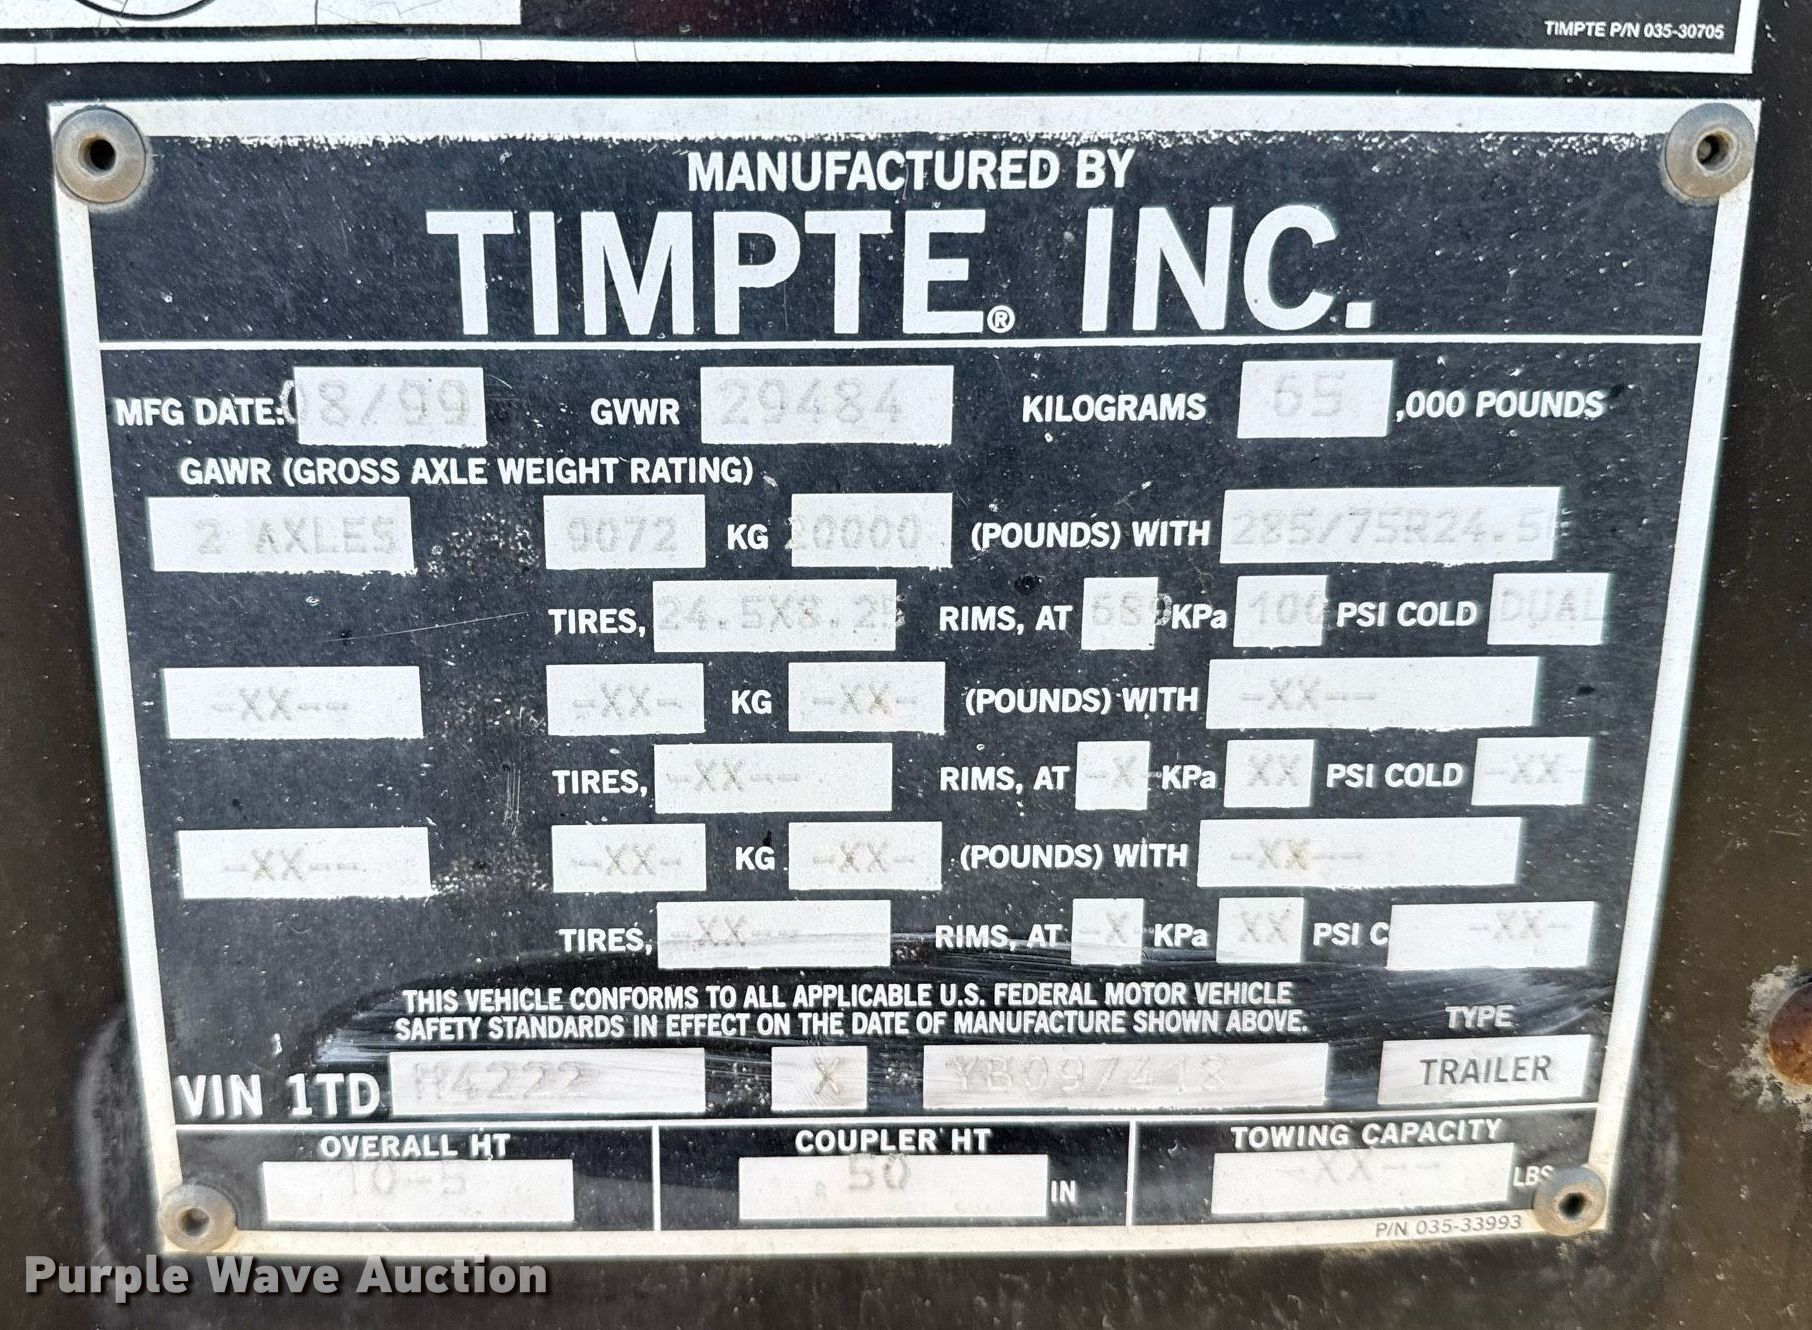 TIMPTE P/N 035-30705
MANUFACTURED BY
TIMPTE® INC.
MFG DATE: 08/99 GVWR 29484 KILOGRAMS 65 ,000 POUNDS
GAWR (GROSS AXLE WEIGHT RATING)
2 AXLES 9072 KG 20000 (POUNDS) WITH 285/75R24.5
TIRES, 24.5X8.25 RIMS, AT 689 KPa 100 PSI COLD DUAL
-XX-- -XX- KG -XX- (POUNDS) WITH -XX--
TIRES, -XX-- RIMS, AT -X- KPa XX PSI COLD -XX-
-XX-- -XX- KG -XX- (POUNDS) WITH -XX--
TIRES, -XX-- RIMS, AT -X- KPa XX PSI C -XX-
THIS VEHICLE CONFORMS TO ALL APPLICABLE U.S. FEDERAL MOTOR VEHICLE
SAFETY STANDARDS IN EFFECT ON THE DATE OF MANUFACTURE SHOWN ABOVE.
TYPE
VIN 1TD H4222 X YB097418 TRAILER
OVERALL HT COUPLER HT TOWING CAPACITY
10-5 50 IN -XX-- LBS
P/N 035-33993
Purple Wave Auction